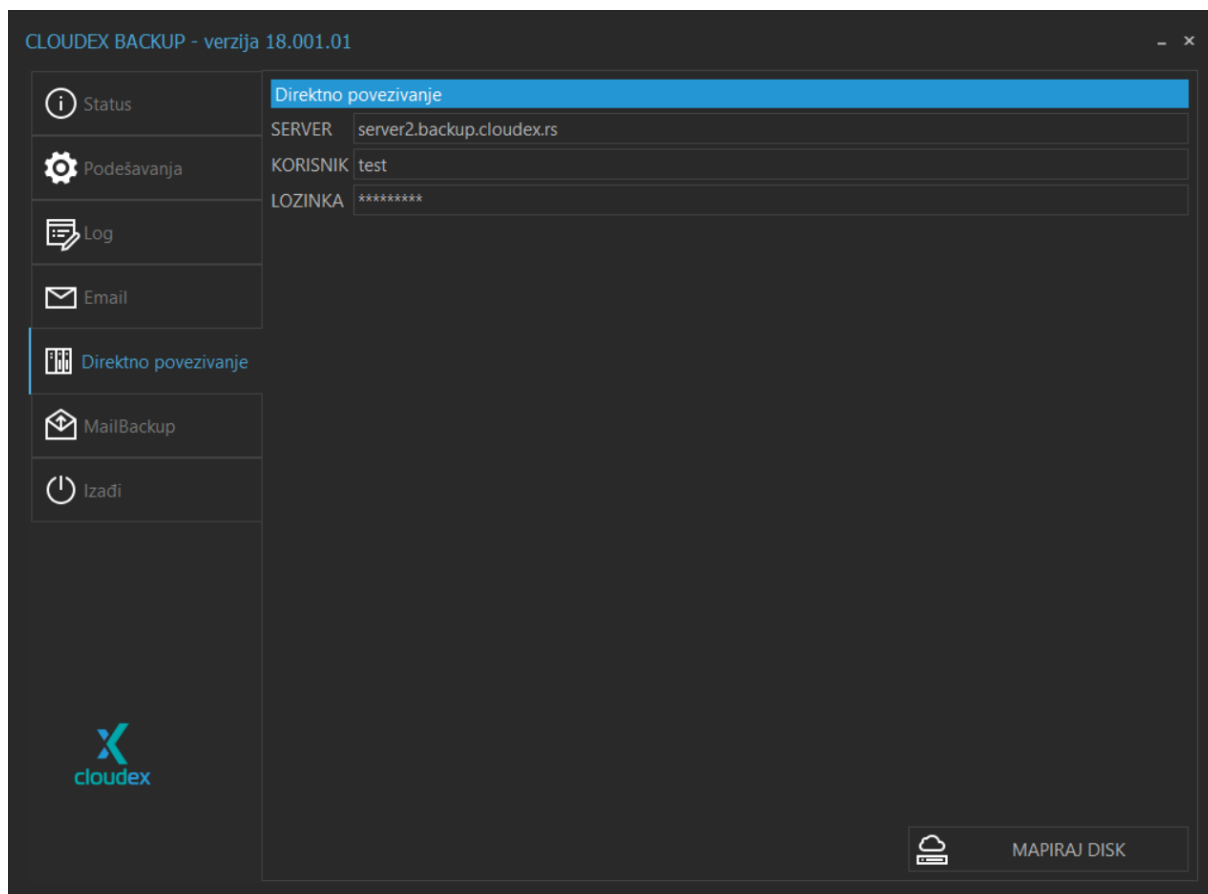 CLOUDEX BACKUP - verzija 18.001.01
Status
Podešavanja
Log
Email
Direktno povezivanje
MailBackup
Izađi
cloudex
Direktno povezivanje
SERVER server2.backup.cloudex.rs
KORISNIK test
LOZINKA *********
MAPIRAJ DISK